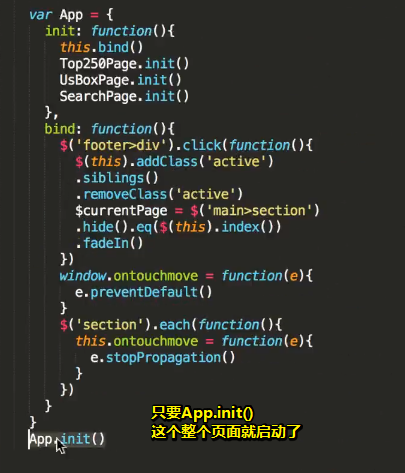 var App = {
  init: function(){
    this.bind()
    Top250Page.init()
    UsBoxPage.init()
    SearchPage.init()
  },
  bind: function(){
    $('footer>div').click(function(){
      $(this).addClass('active')
      .siblings()
      .removeClass('active')
      $currentPage = $('main>section')
      .hide().eq($(this).index())
      .fadeIn()
    })
    window.ontouchmove = function(e){
      e.preventDefault()
    }
    $('section').each(function(){
      this.ontouchmove = function(e){
        e.stopPropagation()
      }
    })
  }
}
App.init()
只要App.init()
这个整个页面就启动了